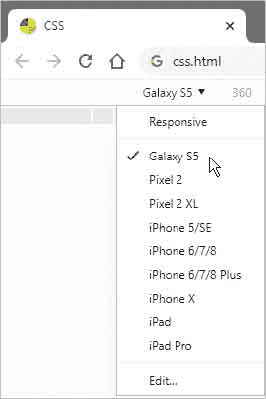 CSS
css.html
Galaxy S5 360
Responsive
Galaxy S5
Pixel 2
Pixel 2 XL
iPhone 5/SE
iPhone 6/7/8
iPhone 6/7/8 Plus
iPhone X
iPad
iPad Pro
Edit...